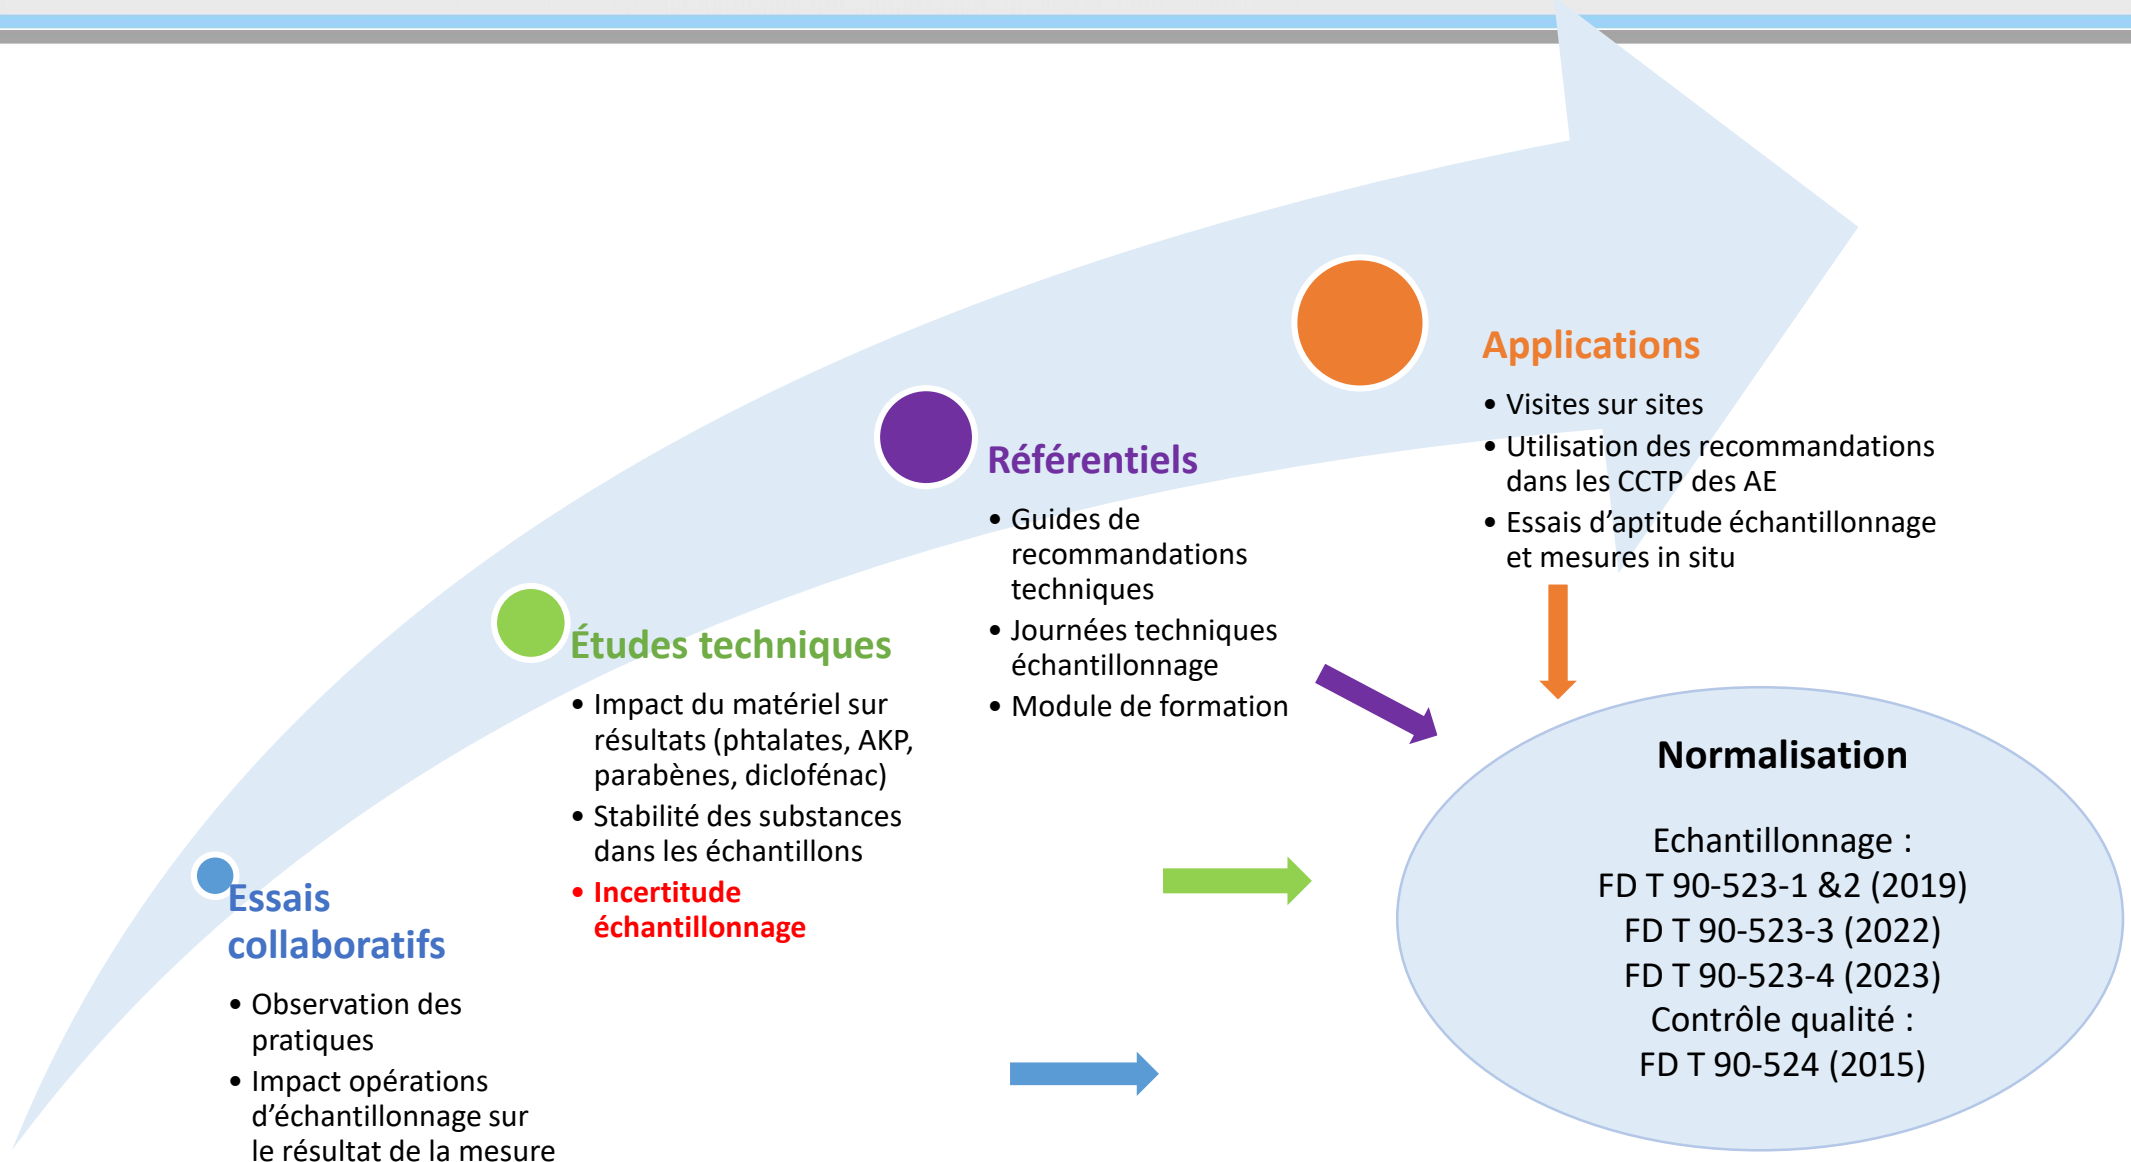 Applications
• Visites sur sites
• Utilisation des recommandations
dans les CCTP des AE
• Essais d’aptitude échantillonnage
et mesures in situ
Référentiels
• Guides de
recommandations
techniques
• Journées techniques
échantillonnage
• Module de formation
Études techniques
• Impact du matériel sur
résultats (phtalates, AKP,
parabènes, diclofénac)
• Stabilité des substances
dans les échantillons
• Incertitude
échantillonnage
Essais
collaboratifs
• Observation des
pratiques
• Impact opérations
d’échantillonnage sur
le résultat de la mesure
Normalisation
Echantillonnage :
FD T 90-523-1 &2 (2019)
FD T 90-523-3 (2022)
FD T 90-523-4 (2023)
Contrôle qualité :
FD T 90-524 (2015)